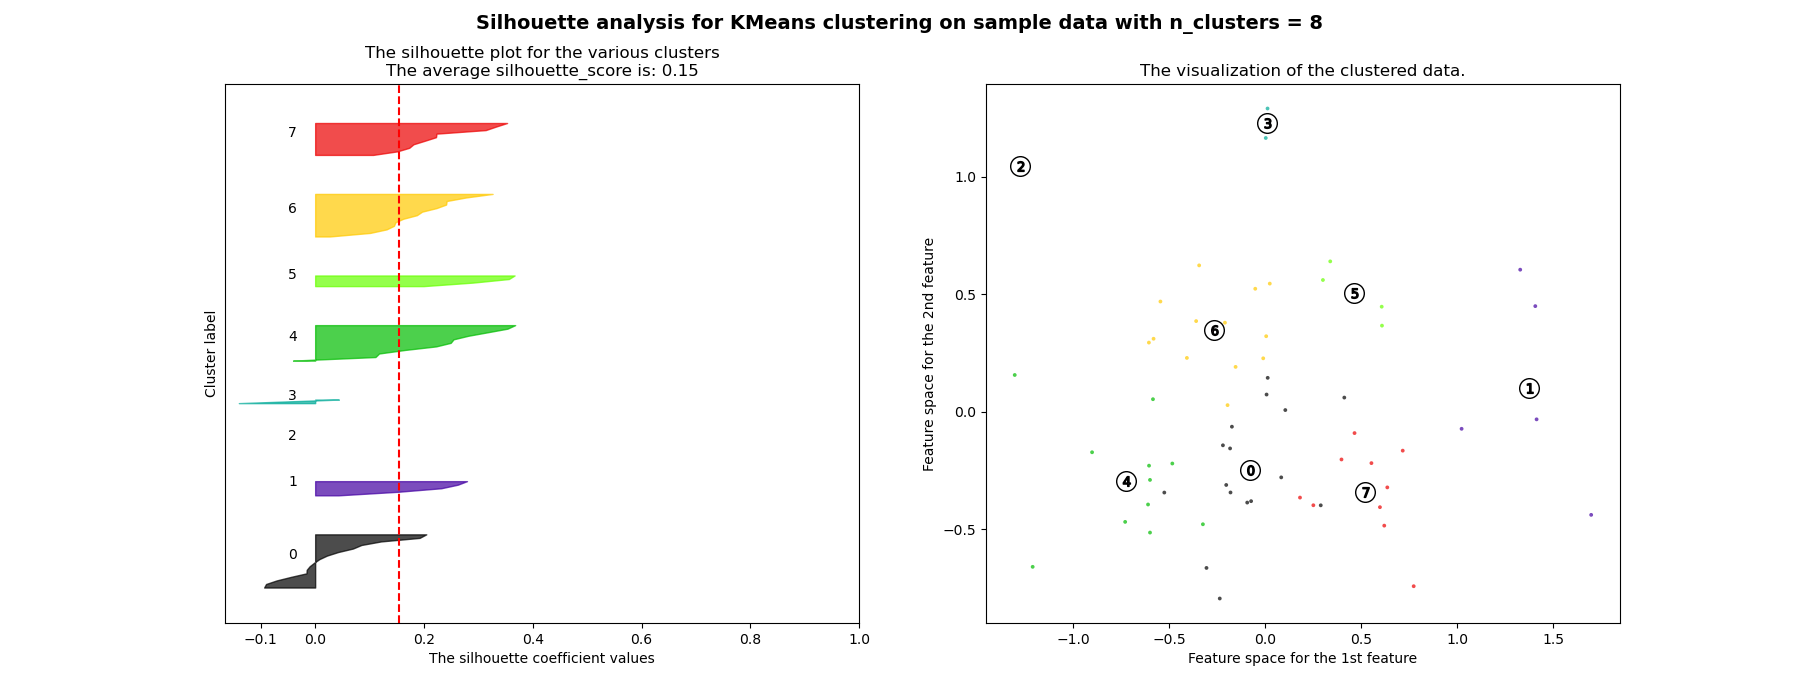 Silhouette analysis for KMeans clustering on sample data with n_clusters = 8
The silhouette plot for the various clusters
The average silhouette_score is: 0.15
Cluster label
7
6
5
4
3
2
1
0
−0.1 0.0 0.2 0.4 0.6 0.8 1.0
The silhouette coefficient values
The visualization of the clustered data.
Feature space for the 2nd feature
1.0
0.5
0.0
−0.5
3
2
5
6
1
0
4
7
−1.0 −0.5 0.0 0.5 1.0 1.5
Feature space for the 1st feature